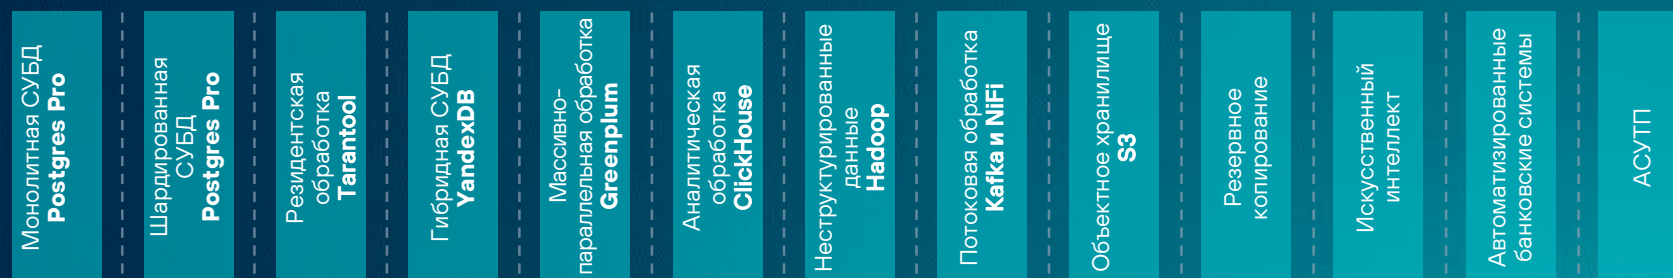 Монолитная СУБД
Postgres Pro
Шардированная
СУБД
Postgres Pro
Резидентская
обработка
Tarantool
Гибридная СУБД
YandexDB
Массивно-
параллельная обработка
Greenplum
Аналитическая
обработка
ClickHouse
Неструктурированные
данные
Hadoop
Потоковая обработка
Kafka и NiFi
Объектное хранилище
S3
Резервное
копирование
Искусственный
интеллект
Автоматизированные
банковские системы
АСУТП